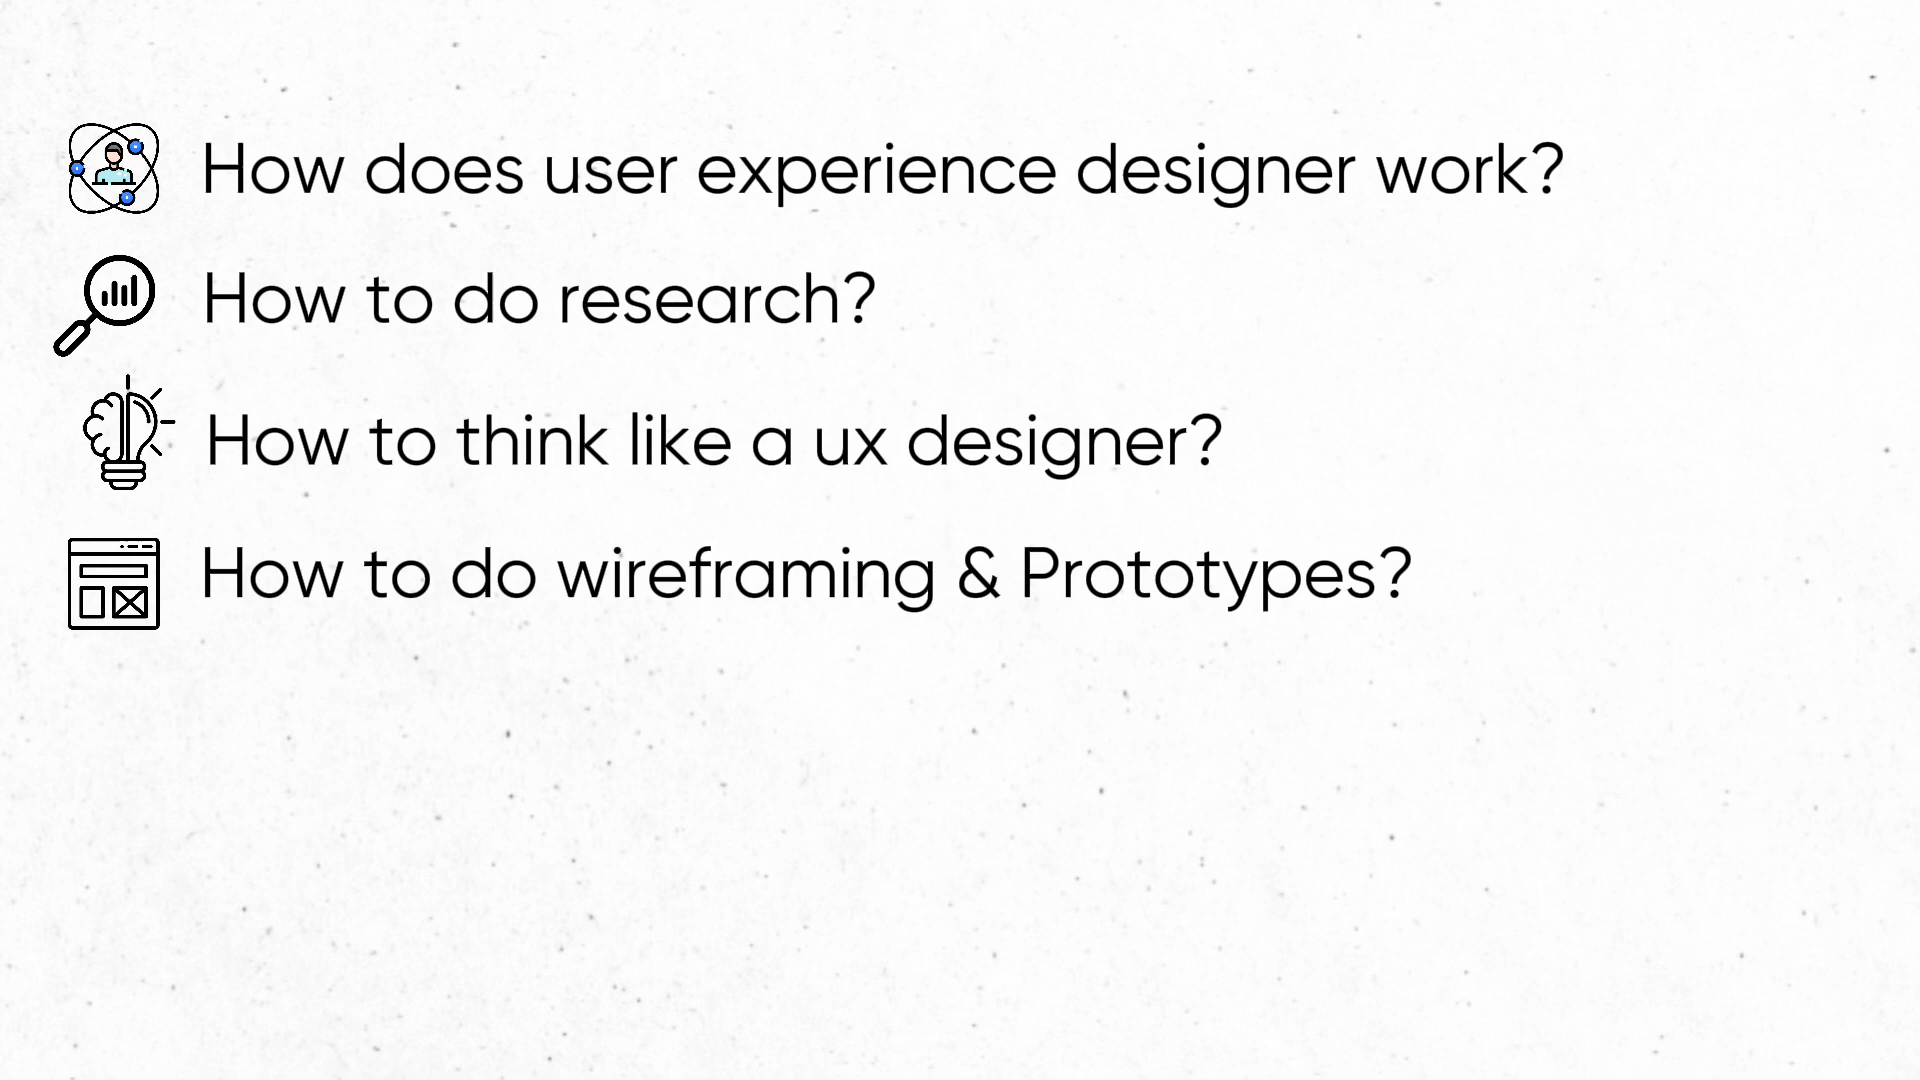 How does user experience designer work?
How to do research?
How to think like a ux designer?
How to do wireframing & Prototypes?